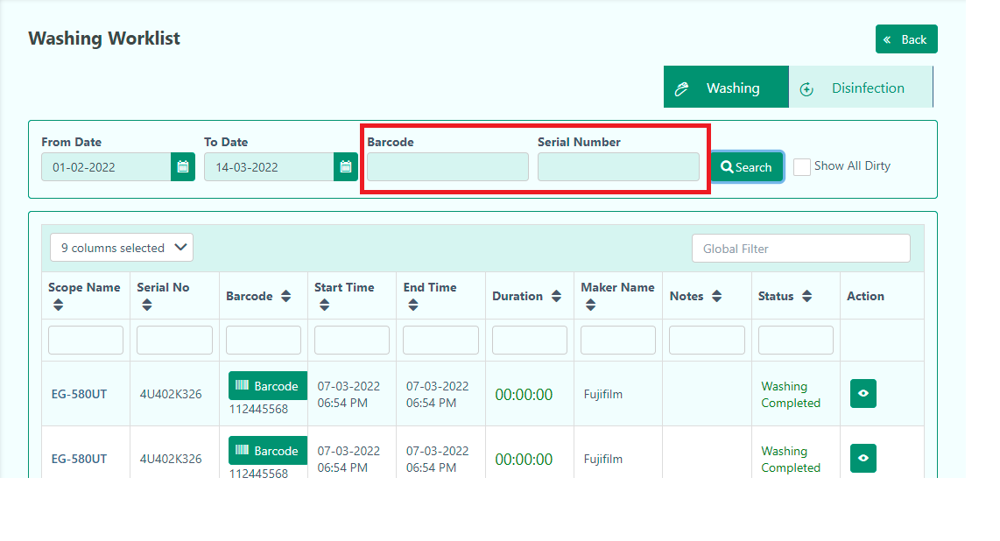 Washing Worklist
Back
Washing
Disinfection
From Date
To Date
Barcode
Serial Number
01-02-2022
14-03-2022
Search
Show All Dirty
9 columns selected
Global Filter
Scope Name
Serial No
Barcode
Start Time
End Time
Duration
Maker Name
Notes
Status
Action
EG-580UT
4U402K326
Barcode
112445568
07-03-2022
06:54 PM
07-03-2022
06:54 PM
00:00:00
Fujifilm
Washing
Completed
EG-580UT
4U402K326
Barcode
112445568
07-03-2022
06:54 PM
07-03-2022
06:54 PM
00:00:00
Fujifilm
Washing
Completed